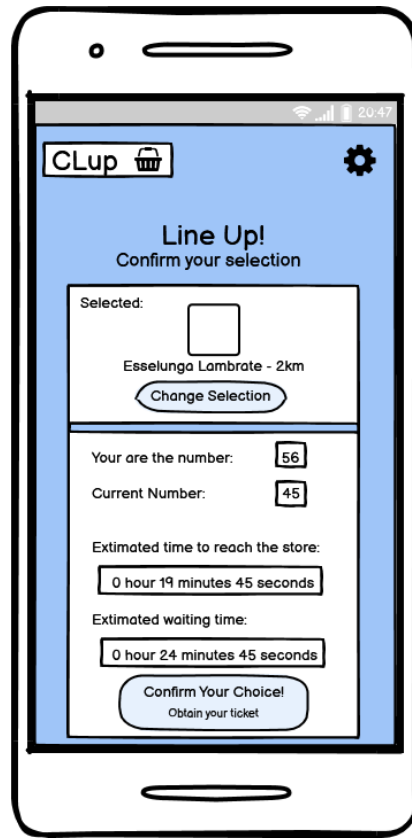 20:47
CLup
Line Up!
Confirm your selection
Selected:
Esselunga Lambrate - 2km
Change Selection
Your are the number: 56
Current Number: 45
Extimated time to reach the store:
0 hour 19 minutes 45 seconds
Extimated waiting time:
0 hour 24 minutes 45 seconds
Confirm Your Choice!
Obtain your ticket